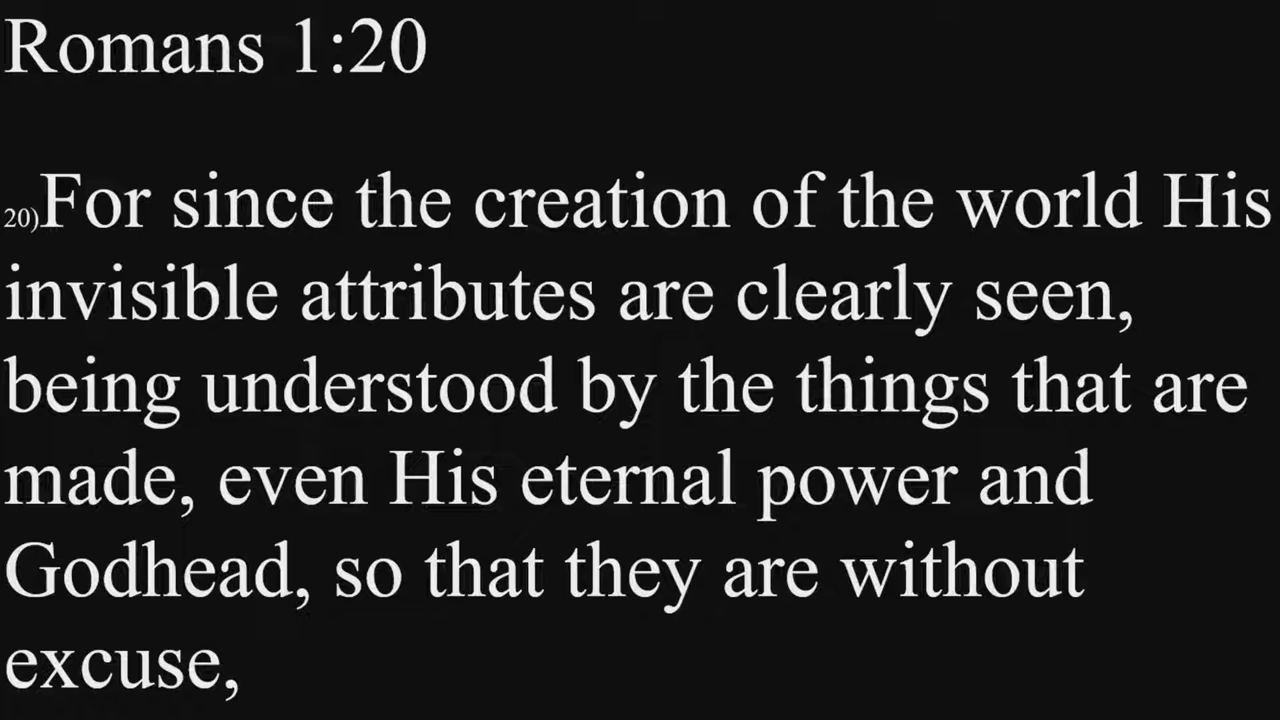 Romans 1:20
20)For since the creation of the world His
invisible attributes are clearly seen,
being understood by the things that are
made, even His eternal power and
Godhead, so that they are without
excuse,